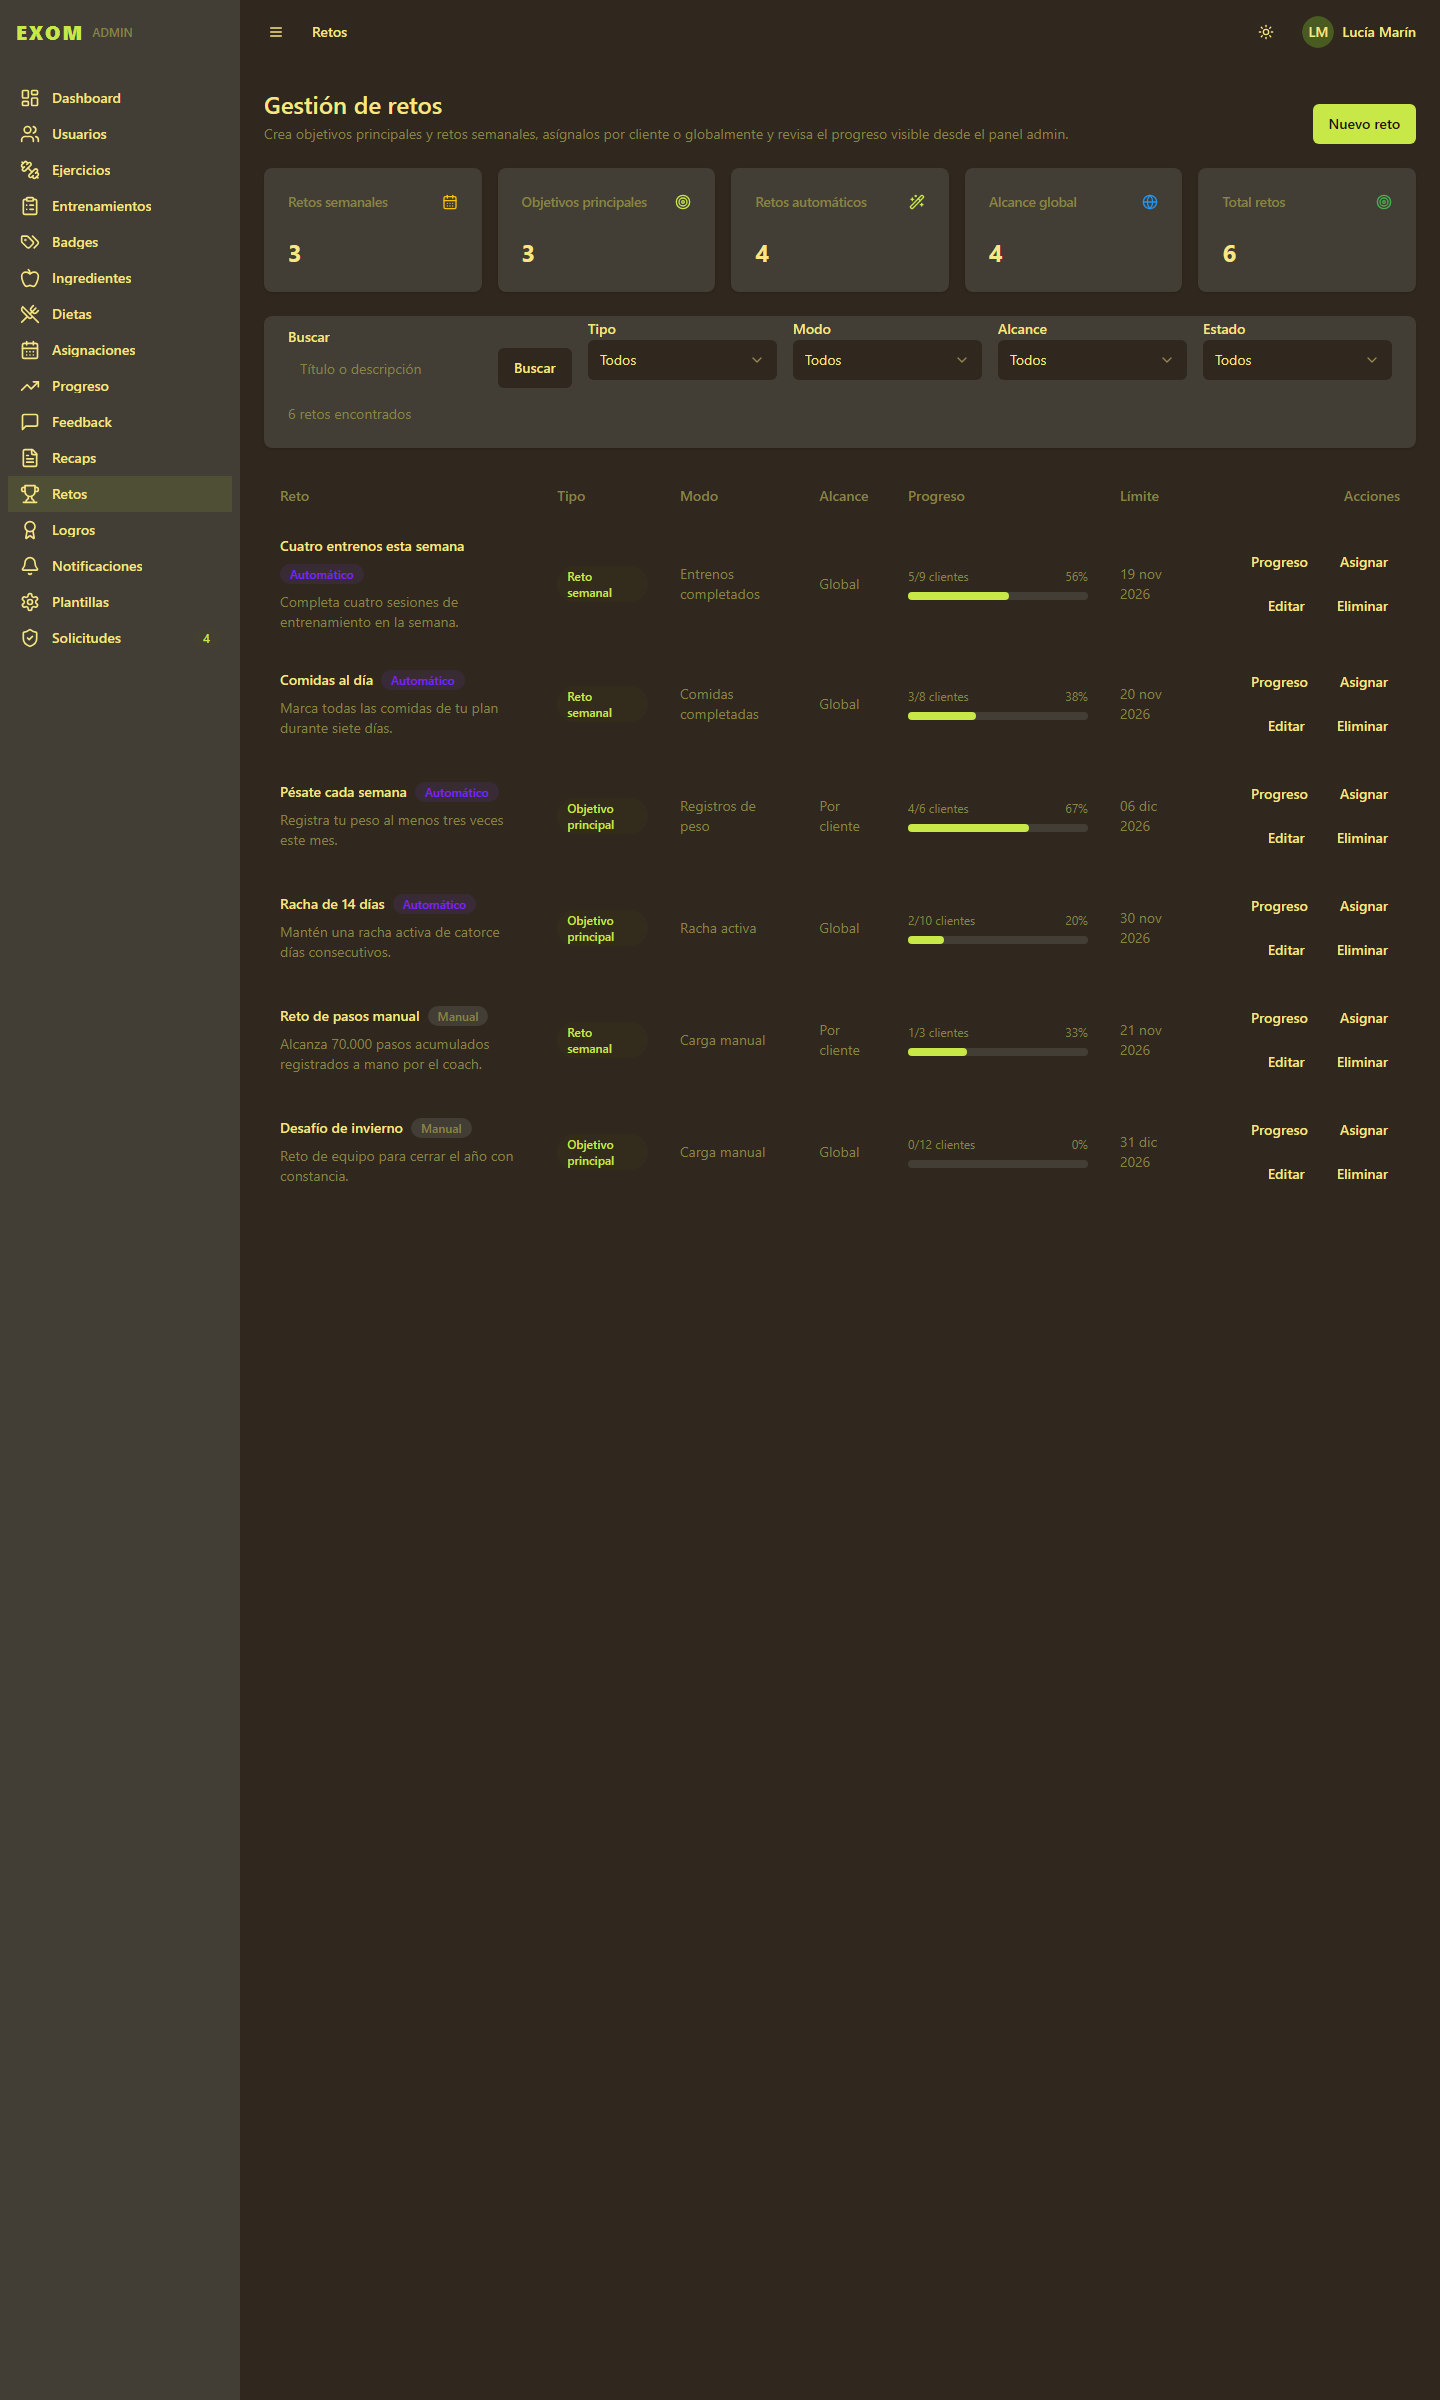 EXOM ADMIN
Dashboard
Usuarios
Ejercicios
Entrenamientos
Badges
Ingredientes
Dietas
Asignaciones
Progreso
Feedback
Recaps
Retos
Logros
Notificaciones
Plantillas
Solicitudes 4
Retos
LM Lucía Marín
Gestión de retos
Crea objetivos principales y retos semanales, asígnalos por cliente o globalmente y revisa el progreso visible desde el panel admin.
Nuevo reto
Retos semanales
3
Objetivos principales
3
Retos automáticos
4
Alcance global
4
Total retos
6
Buscar
Título o descripción
Buscar
Tipo
Todos
Modo
Todos
Alcance
Todos
Estado
Todos
6 retos encontrados
Reto Tipo Modo Alcance Progreso Límite Acciones
Cuatro entrenos esta semana
Automático
Completa cuatro sesiones de
entrenamiento en la semana.
Reto
semanal
Entrenos
completados
Global
5/9 clientes 56%
19 nov
2026
Progreso Asignar
Editar Eliminar
Comidas al día Automático
Marca todas las comidas de tu plan
durante siete días.
Reto
semanal
Comidas
completadas
Global
3/8 clientes 38%
20 nov
2026
Progreso Asignar
Editar Eliminar
Pésate cada semana Automático
Registra tu peso al menos tres veces
este mes.
Objetivo
principal
Registros de
peso
Por
cliente
4/6 clientes 67%
06 dic
2026
Progreso Asignar
Editar Eliminar
Racha de 14 días Automático
Mantén una racha activa de catorce
días consecutivos.
Objetivo
principal
Racha activa
Global
2/10 clientes 20%
30 nov
2026
Progreso Asignar
Editar Eliminar
Reto de pasos manual Manual
Alcanza 70.000 pasos acumulados
registrados a mano por el coach.
Reto
semanal
Carga manual
Por
cliente
1/3 clientes 33%
21 nov
2026
Progreso Asignar
Editar Eliminar
Desafío de invierno Manual
Reto de equipo para cerrar el año con
constancia.
Objetivo
principal
Carga manual
Global
0/12 clientes 0%
31 dic
2026
Progreso Asignar
Editar Eliminar